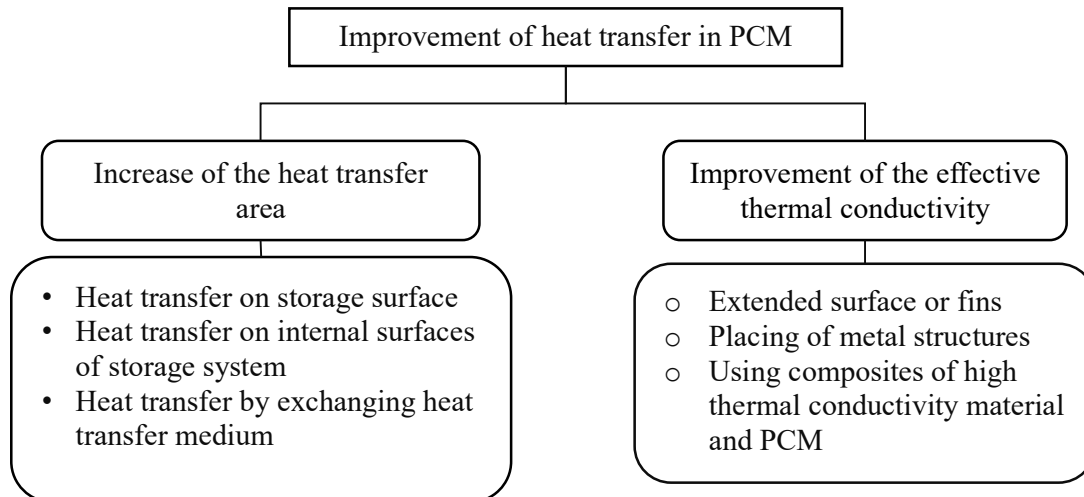 Improvement of heat transfer in PCM
Increase of the heat transfer
area
• Heat transfer on storage surface
• Heat transfer on internal surfaces
of storage system
• Heat transfer by exchanging heat
transfer medium
Improvement of the effective
thermal conductivity
o Extended surface or fins
o Placing of metal structures
o Using composites of high
thermal conductivity material
and PCM